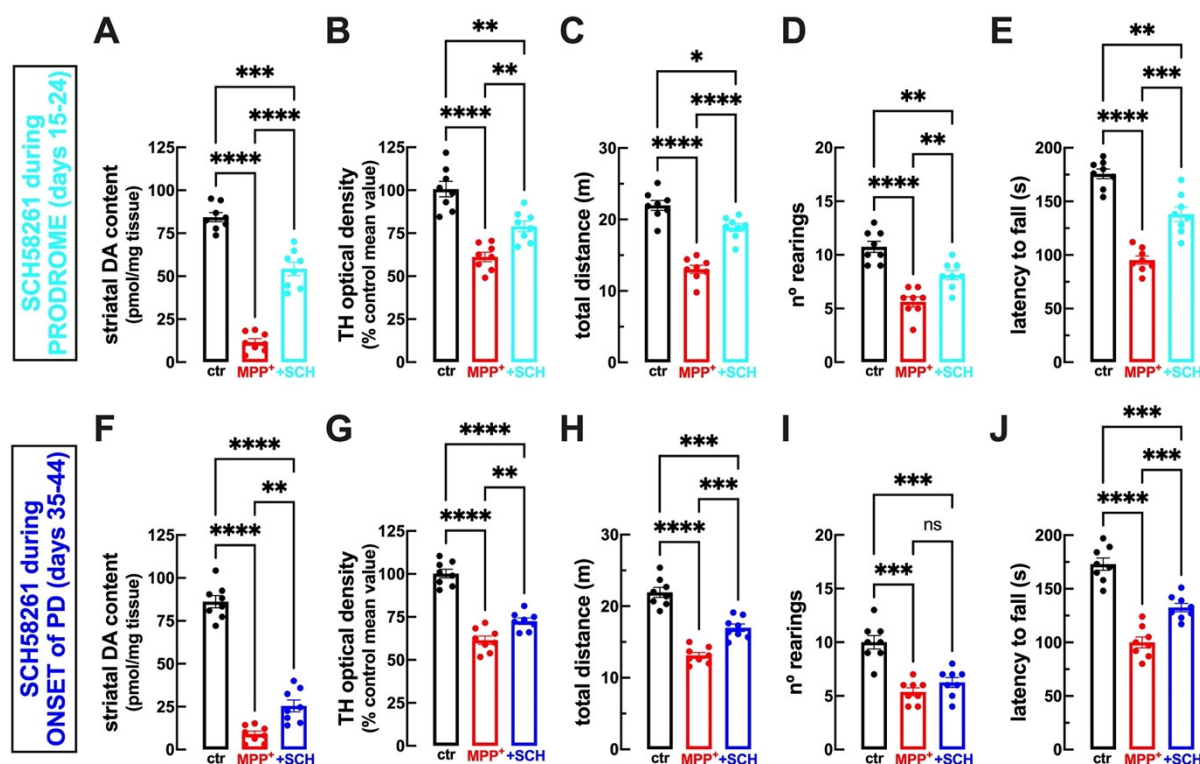 A
B
C
D
E
SCH58261 during
PRODROME (days 15-24)
striatal DA content
(pmol/mg tissue)
***
****
****
125
100
75
50
25
0
ctr MPP⁺ +SCH
TH optical density
(% control mean value)
**
**
****
125
100
75
50
25
0
ctr MPP⁺ +SCH
total distance (m)
*
****
****
30
20
10
0
ctr MPP⁺ +SCH
nº rearings
**
**
****
20
15
10
5
0
ctr MPP⁺ +SCH
latency to fall (s)
**
***
****
200
150
100
50
0
ctr MPP⁺ +SCH
F
G
H
I
J
SCH58261 during
ONSET of PD (days 35-44)
striatal DA content
(pmol/mg tissue)
****
**
****
125
100
75
50
25
0
ctr MPP⁺ +SCH
TH optical density
(% control mean value)
****
**
****
125
100
75
50
25
0
ctr MPP⁺ +SCH
total distance (m)
***
***
****
30
20
10
0
ctr MPP⁺ +SCH
nº rearings
***
ns
***
20
15
10
5
0
ctr MPP⁺ +SCH
latency to fall (s)
***
***
****
200
150
100
50
0
ctr MPP⁺ +SCH